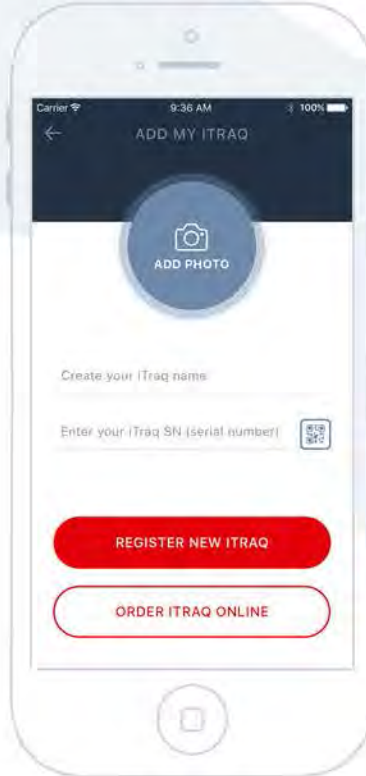 Carrier 9:36 AM 100%
ADD MY ITRAQ
ADD PHOTO
Create your iTraq name
Enter your iTraq SN (serial number)
REGISTER NEW ITRAQ
ORDER ITRAQ ONLINE